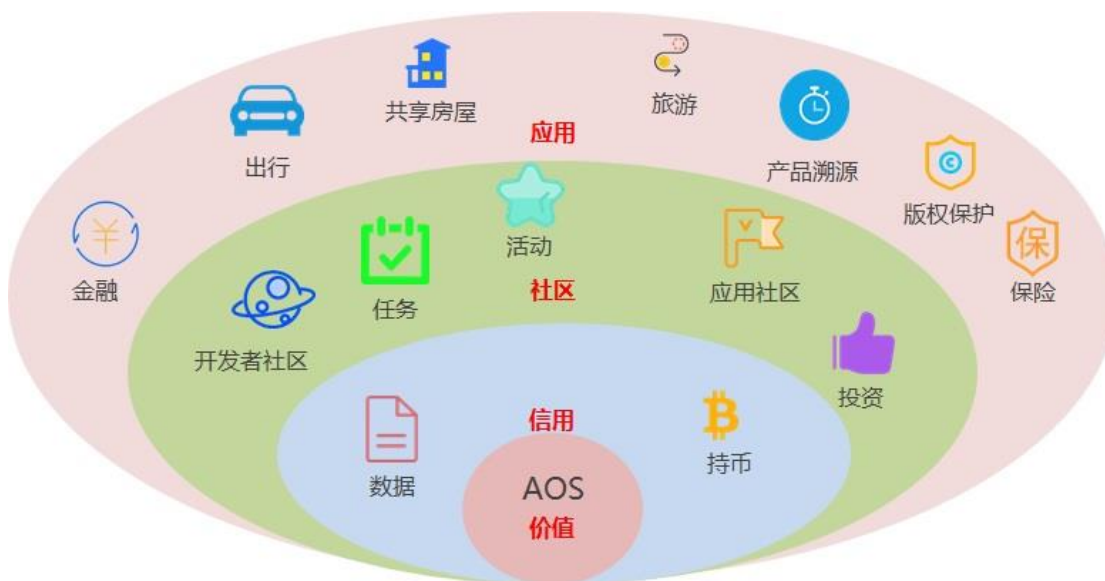 共享房屋
旅游
应用
出行
产品溯源
版权保护
金融
保
保险
活动
任务
社区
应用社区
开发者社区
投资
信用
数据
持币
AOS
价值